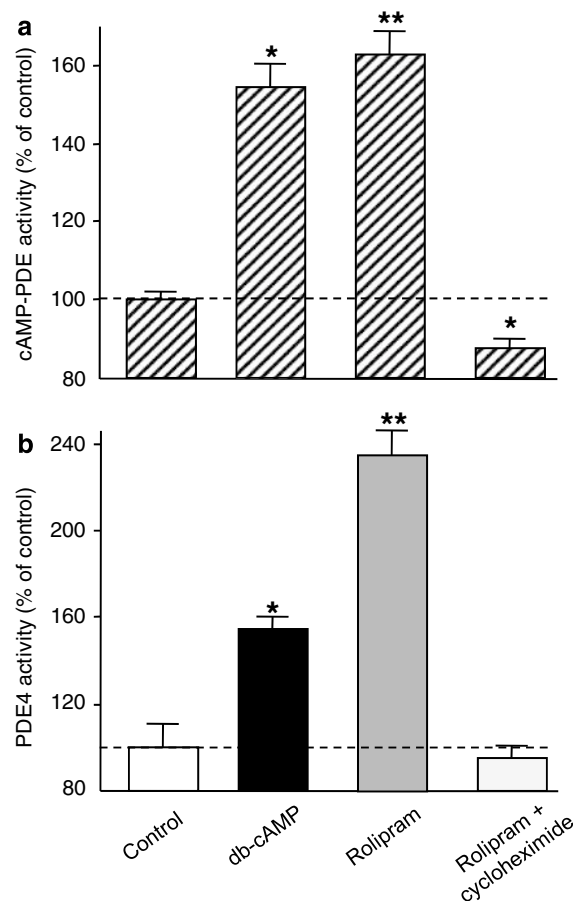 a
cAMP-PDE activity (% of control)
160
140
120
100
80
*
**
*
b
PDE4 activity (% of control)
240
200
160
120
80
*
**
Control
db-cAMP
Rolipram
Rolipram +
cycloheximide